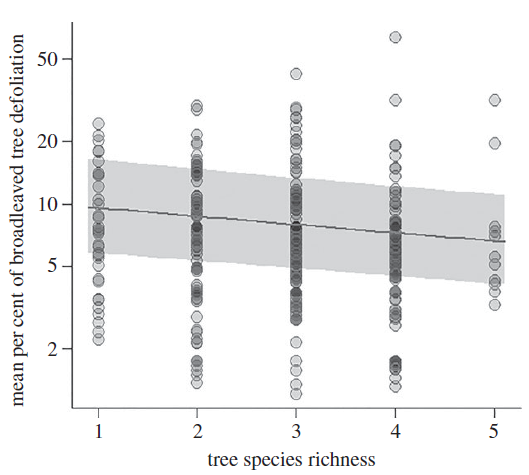 mean per cent of broadleaved tree defoliation
50
20
10
5
2
1 2 3 4 5
tree species richness